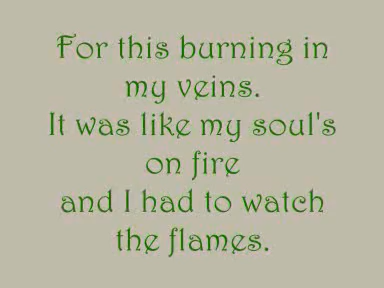 For this burning in
my veins.
It was like my soul's
on fire
and I had to watch
the flames.